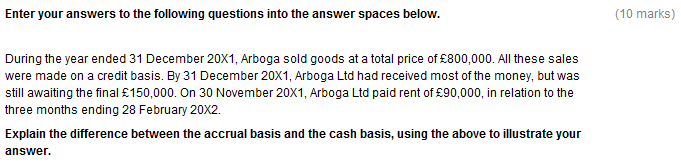 Enter your answers to the following questions into the answer spaces below. (10 marks)
During the year ended 31 December 20X1, Arboga sold goods at a total price of £800,000. All these sales
were made on a credit basis. By 31 December 20X1, Arboga Ltd had received most of the money, but was
still awaiting the final £150,000. On 30 November 20X1, Arboga Ltd paid rent of £90,000, in relation to the
three months ending 28 February 20X2.
Explain the difference between the accrual basis and the cash basis, using the above to illustrate your
answer.